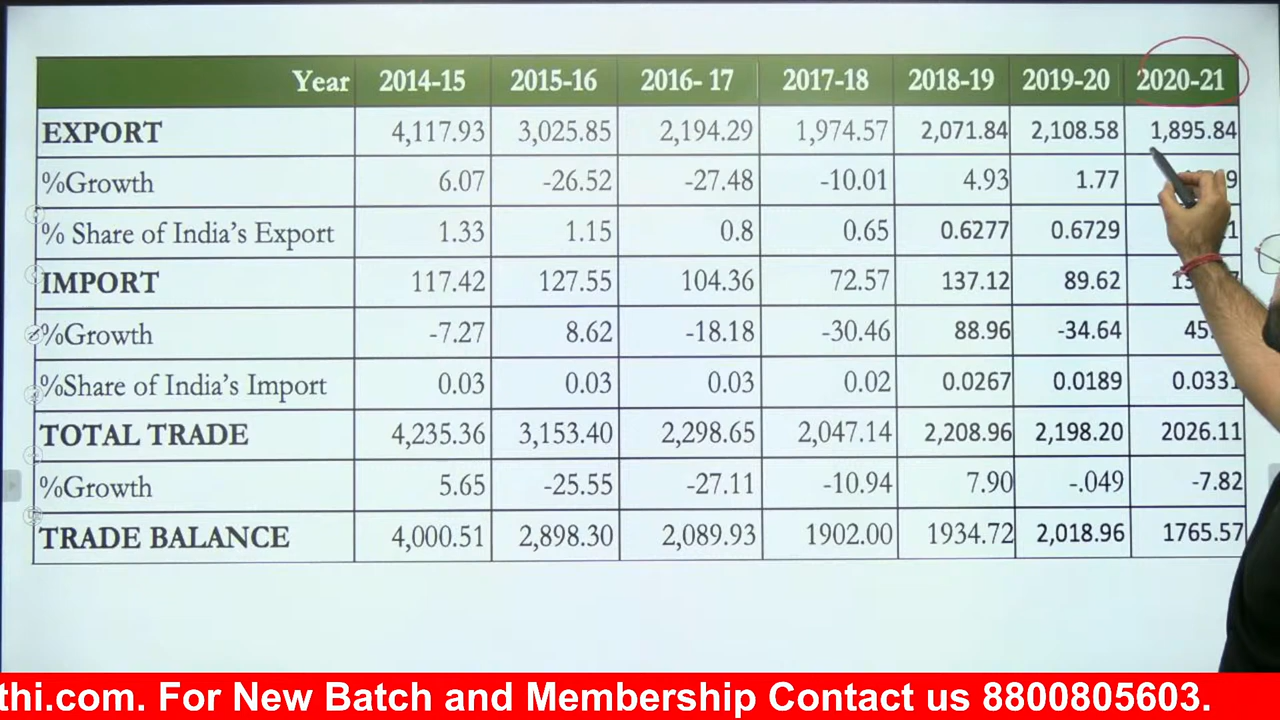 Year 2014-15 2015-16 2016- 17 2017-18 2018-19 2019-20 2020-21
EXPORT 4,117.93 3,025.85 2,194.29 1,974.57 2,071.84 2,108.58 1,895.84
%Growth 6.07 -26.52 -27.48 -10.01 4.93 1.77
% Share of India's Export 1.33 1.15 0.8 0.65 0.6277 0.6729
IMPORT 117.42 127.55 104.36 72.57 137.12 89.62
%Growth -7.27 8.62 -18.18 -30.46 88.96 -34.64
%Share of India's Import 0.03 0.03 0.03 0.02 0.0267 0.0189
TOTAL TRADE 4,235.36 3,153.40 2,298.65 2,047.14 2,208.96 2,198.20 2026.11
%Growth 5.65 -25.55 -27.11 -10.94 7.90 -.049 -7.82
TRADE BALANCE 4,000.51 2,898.30 2,089.93 1902.00 1934.72 2,018.96 1765.57
thi.com. For New Batch and Membership Contact us 8800805603.